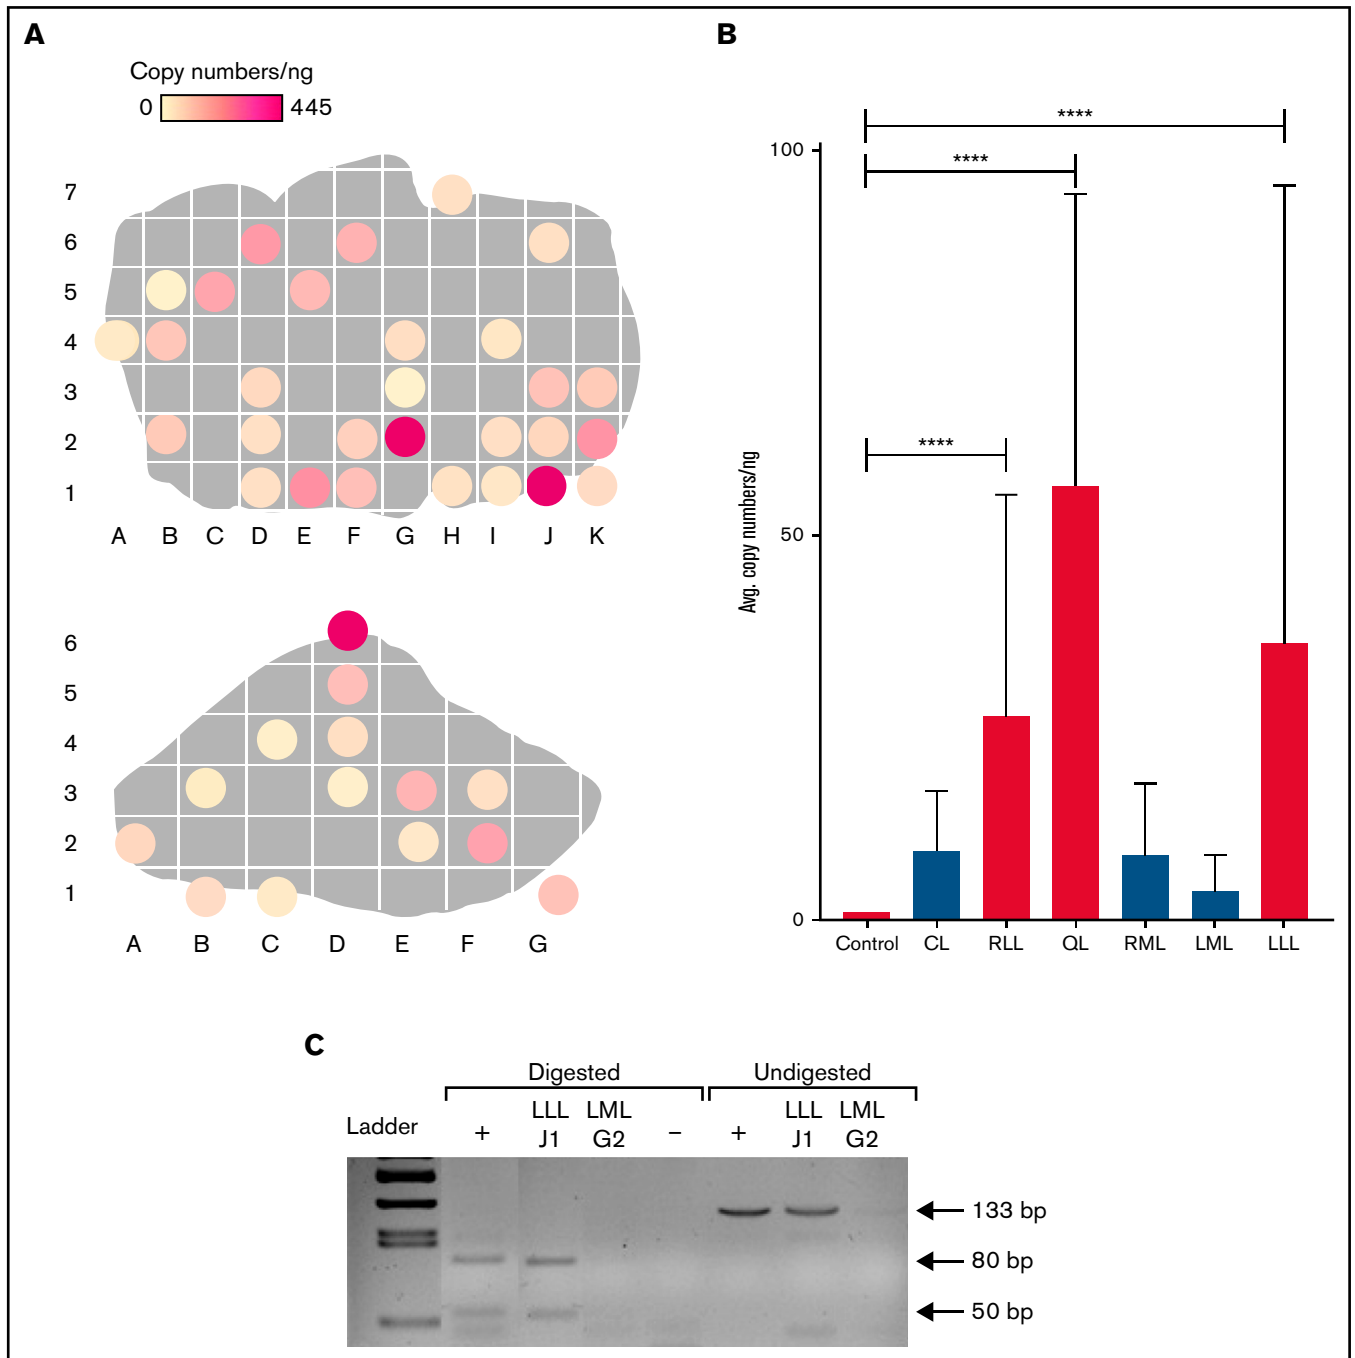 A
Copy numbers/ng
0 445
7
6
5
4
3
2
1
A B C D E F G H I J K
6
5
4
3
2
1
A B C D E F G
B
****
****
****
100
50
0
Avg. copy numbers/ng
Control CL RLL QL RML LML LLL
C
Digested Undigested
LLL LML LLL LML
Ladder + J1 G2 – + J1 G2
133 bp
80 bp
50 bp